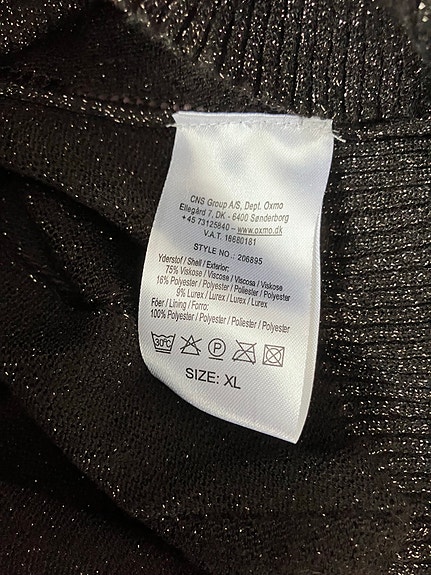 CNS Group A/S, Dept. Oxmo
Ellegård 7, DK - 6400 Sønderborg
+45 73125840 – www.oxmo.dk
V.A.T. 18680181
STYLE NO.: 206895
Yderstof / Shell / Exterior:
75% Viskose / Viscose / Viscosa / Viskose
16% Polyester / Polyester / Poliester / Polyester
9% Lurex / Lurex / Lurex / Lurex
Foer / Lining / Forro:
100% Polyester / Polyester / Poliester / Polyester
30°C P
SIZE: XL